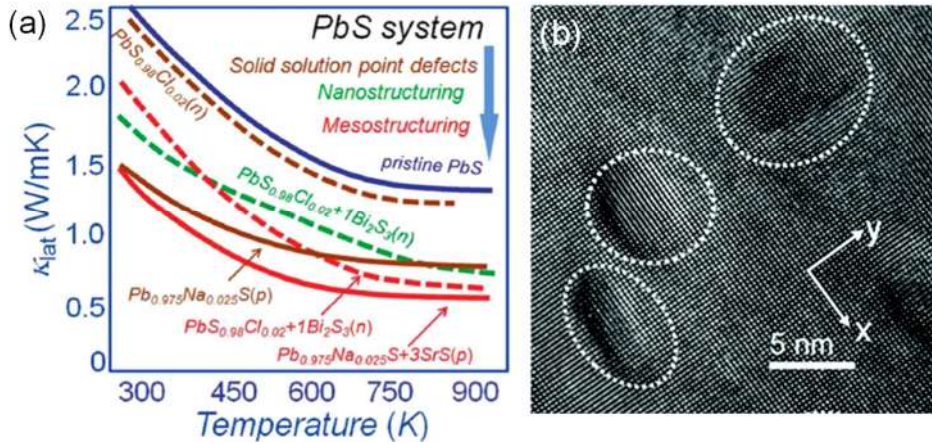 (a)
PbS system
Solid solution point defects
Nanostructuring
Mesostructuring
pristine PbS
PbS0.98Cl0.02(n)
PbS0.98Cl0.02+1Bi2S3(n)
Pb0.975Na0.025S(p)
PbS0.98Cl0.02+1Bi2S3(n)
Pb0.975Na0.025S+3SrS(p)
κlat(W/mK)
2.5
2.0
1.5
1.0
0.5
0
300 450 600 750 900
Temperature (K)
(b)
y
x
5 nm